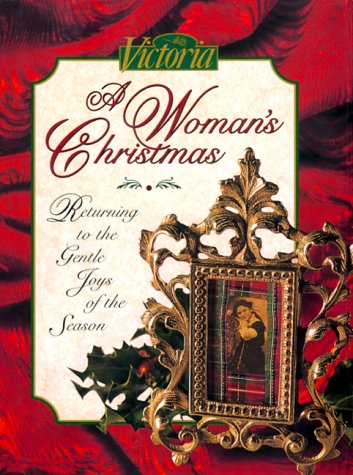 Victoria
A Woman's
Christmas
Returning
to the
Gentle
Joys
of the
Season